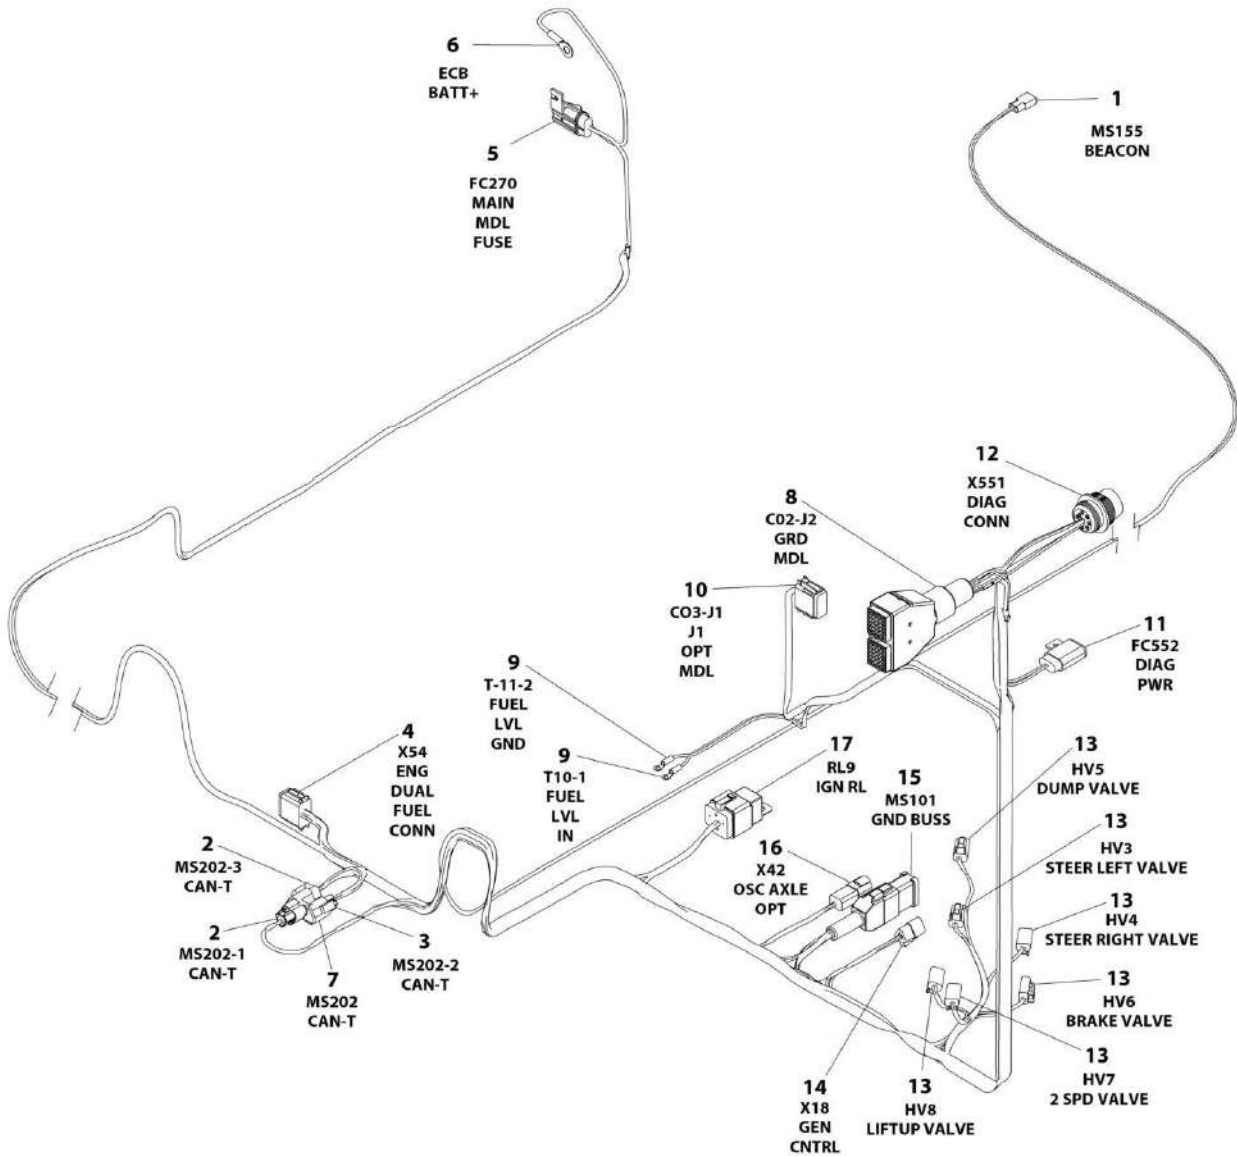 6
ECB
BATT+
5
FC270
MAIN
MDL
FUSE
1
MS155
BEACON
12
X551
DIAG
CONN
8
C02-J2
GRD
MDL
10
CO3-J1
J1
OPT
MDL
11
FC552
DIAG
PWR
9
T-11-2
FUEL
LVL
GND
9
T10-1
FUEL
LVL
IN
4
X54
ENG
DUAL
FUEL
CONN
17
RL9
IGN RL
15
MS101
GND BUSS
16
X42
OSC AXLE
OPT
13
HV5
DUMP VALVE
13
HV3
STEER LEFT VALVE
13
HV4
STEER RIGHT VALVE
13
HV6
BRAKE VALVE
13
HV7
2 SPD VALVE
13
HV8
LIFTUP VALVE
14
X18
GEN
CNTRL
2
MS202-3
CAN-T
2
MS202-1
CAN-T
7
MS202
CAN-T
3
MS202-2
CAN-T